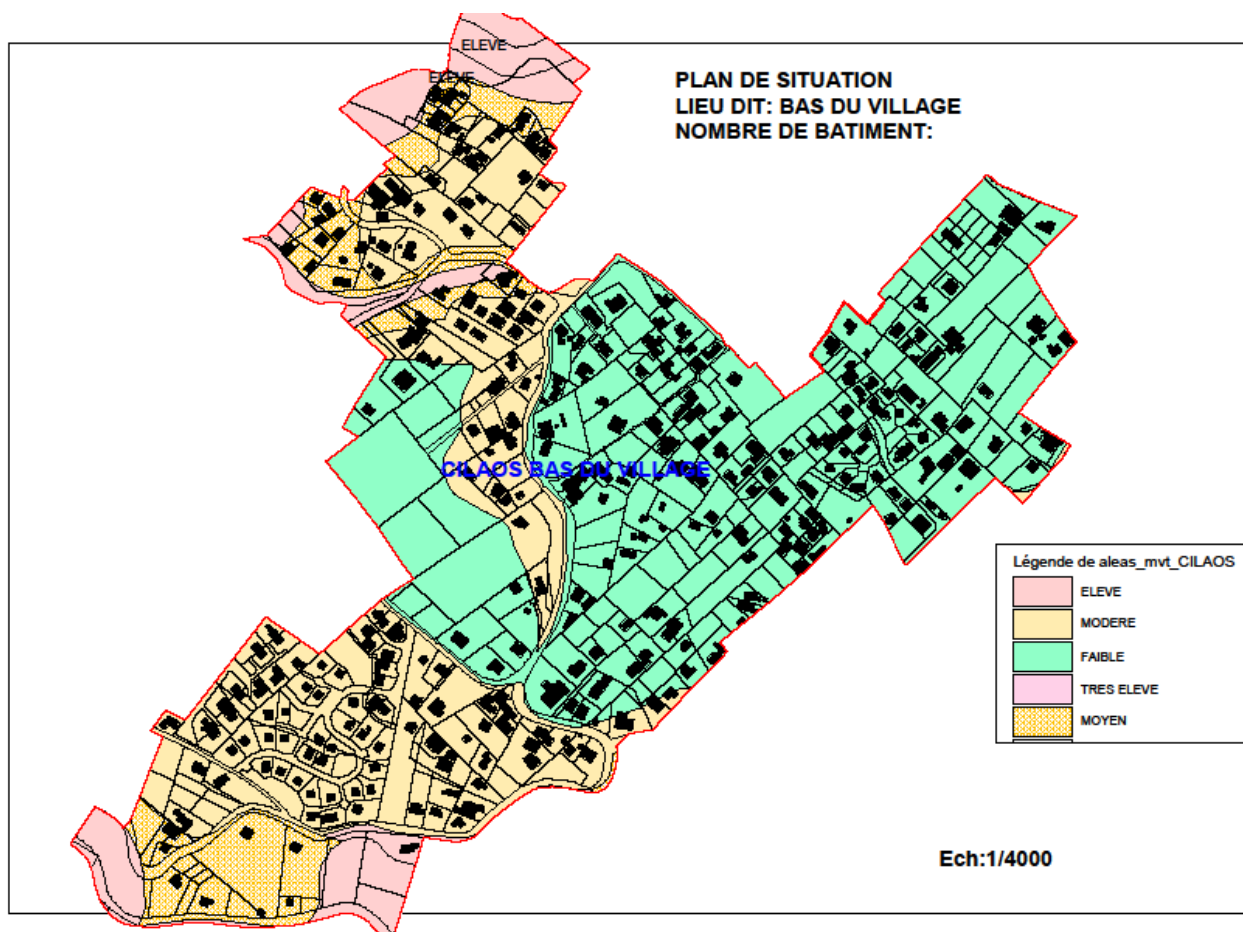 ELEVE
ELEVE
PLAN DE SITUATION
LIEU DIT: BAS DU VILLAGE
NOMBRE DE BATIMENT:
CILAOS BAS DU VILLAGE
Légende de aleas_mvt_CILAOS
ELEVE
MODERE
FAIBLE
TRES ELEVE
MOYEN
Ech:1/4000